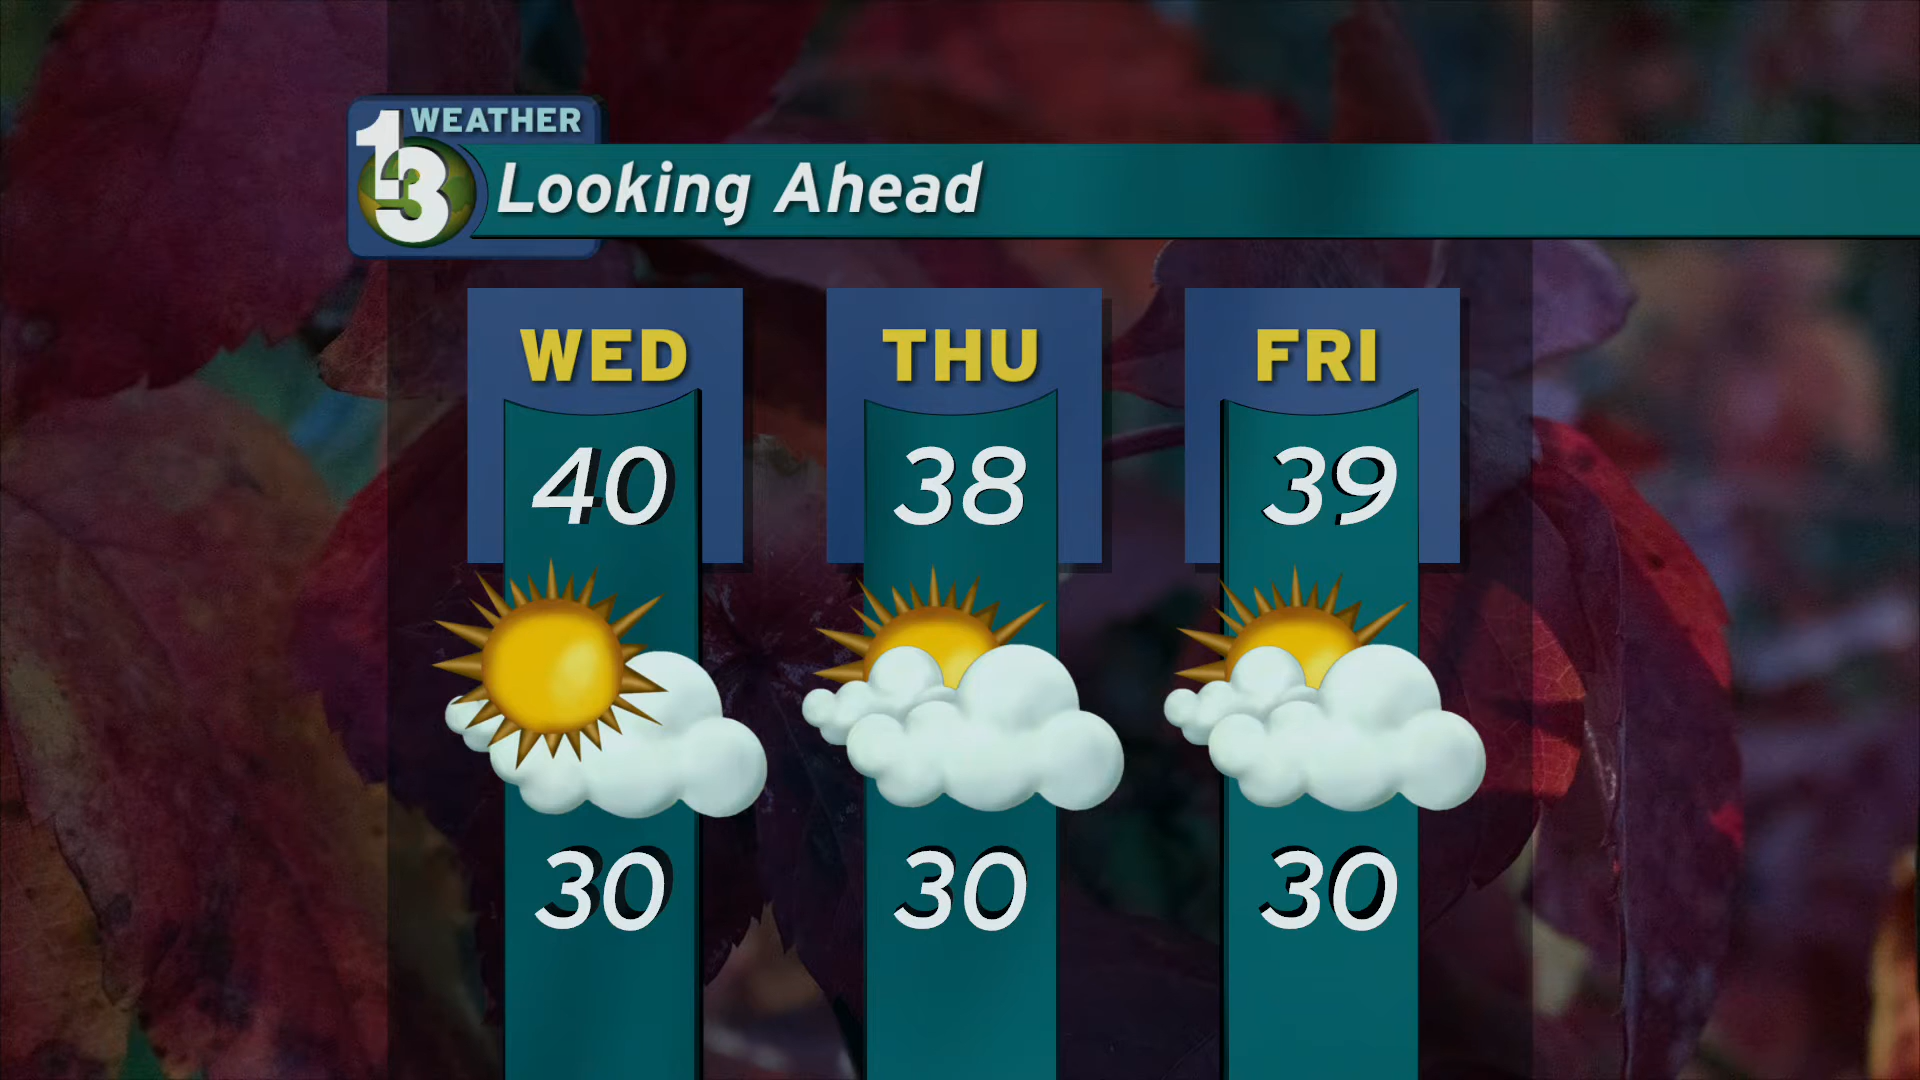 WEATHER
13
Looking Ahead
WED THU FRI
40 38 39
30 30 30